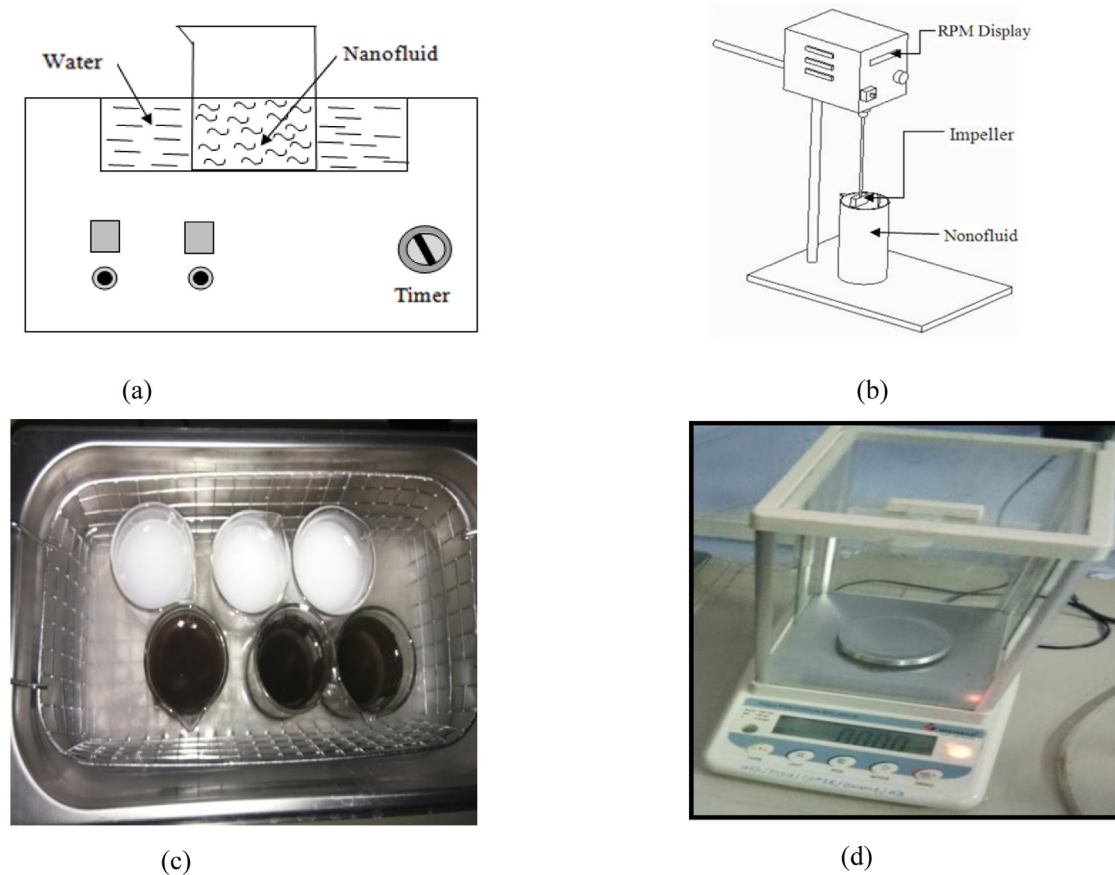 Water
Nanofluid
Timer
(a)
RPM Display
Impeller
Nonofluid
(b)
(c)
(d)